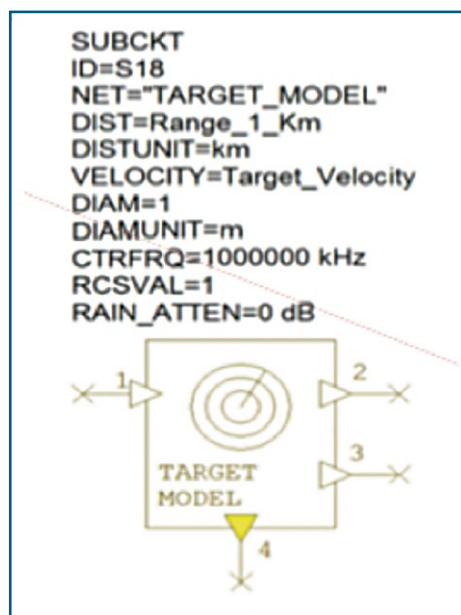 SUBCKT
ID=S18
NET="TARGET_MODEL"
DIST=Range_1_Km
DISTUNIT=km
VELOCITY=Target_Velocity
DIAM=1
DIAMUNIT=m
CTRFRQ=1000000 kHz
RCSVAL=1
RAIN_ATTEN=0 dB
1
2
3
TARGET
MODEL
4